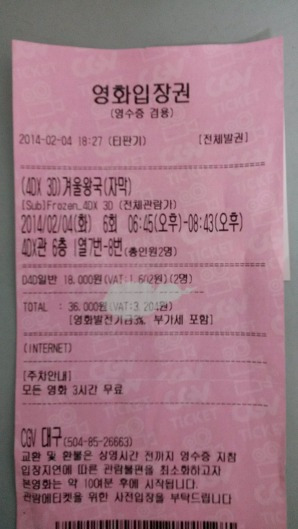 영화입장권
(영수증 겸용)
2014-02-04 18:27 (티판기) [전체발권]
(4DX 3D)겨울왕국(자막)
[Sub]Frozen_4DX 3D (전체관람가)
2014/02/04(화) 6회 06:45(오후)-08:43(오후)
4DX관 6층 I열 7번-8번(총인원2명)
D4D일반 18,000원(VAT:1,602원)(2명)
TOTAL : 36,000원(VAT:3,204원)
[영화발전기금3%, 부가세 포함]
(INTERNET)
[주차안내]
모든 영화 3시간 무료
CGV 대구(504-85-26663)
교환 및 환불은 상영시간 전까지 영수증 지참
입장지연에 따른 관람불편을 최소화하고자
본영화는 약 10여분 후에 시작됩니다.
관람에티켓을 위한 사전입장을 부탁드립니다